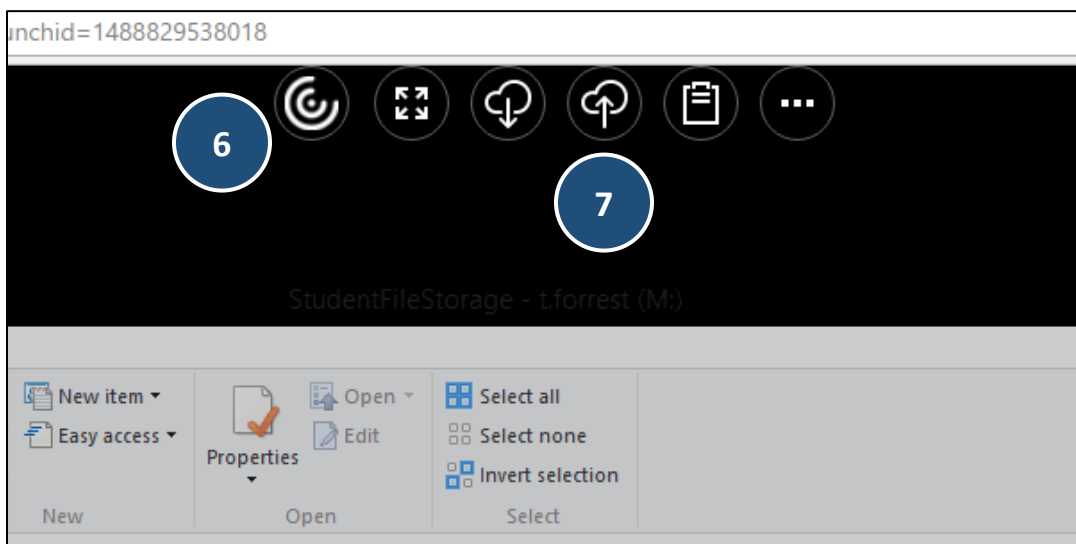 unchid=1488829538018
6
7
StudentFileStorage - t.forrest (M:)
New item
Open
Select all
Easy access
Edit
Select none
Properties
Invert selection
New
Open
Select